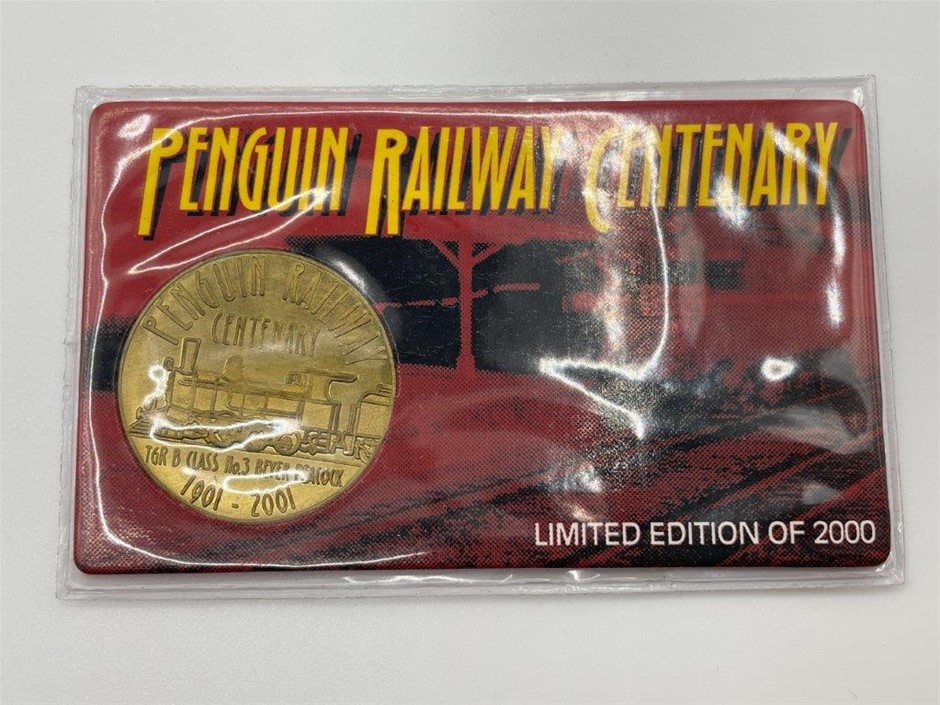 PENGUIN RAILWAY CENTENARY
PENGUIN RAILWAY
CENTENARY
TGR B CLASS No.3 BEYER PEACOCK
1901 - 2001
LIMITED EDITION OF 2000